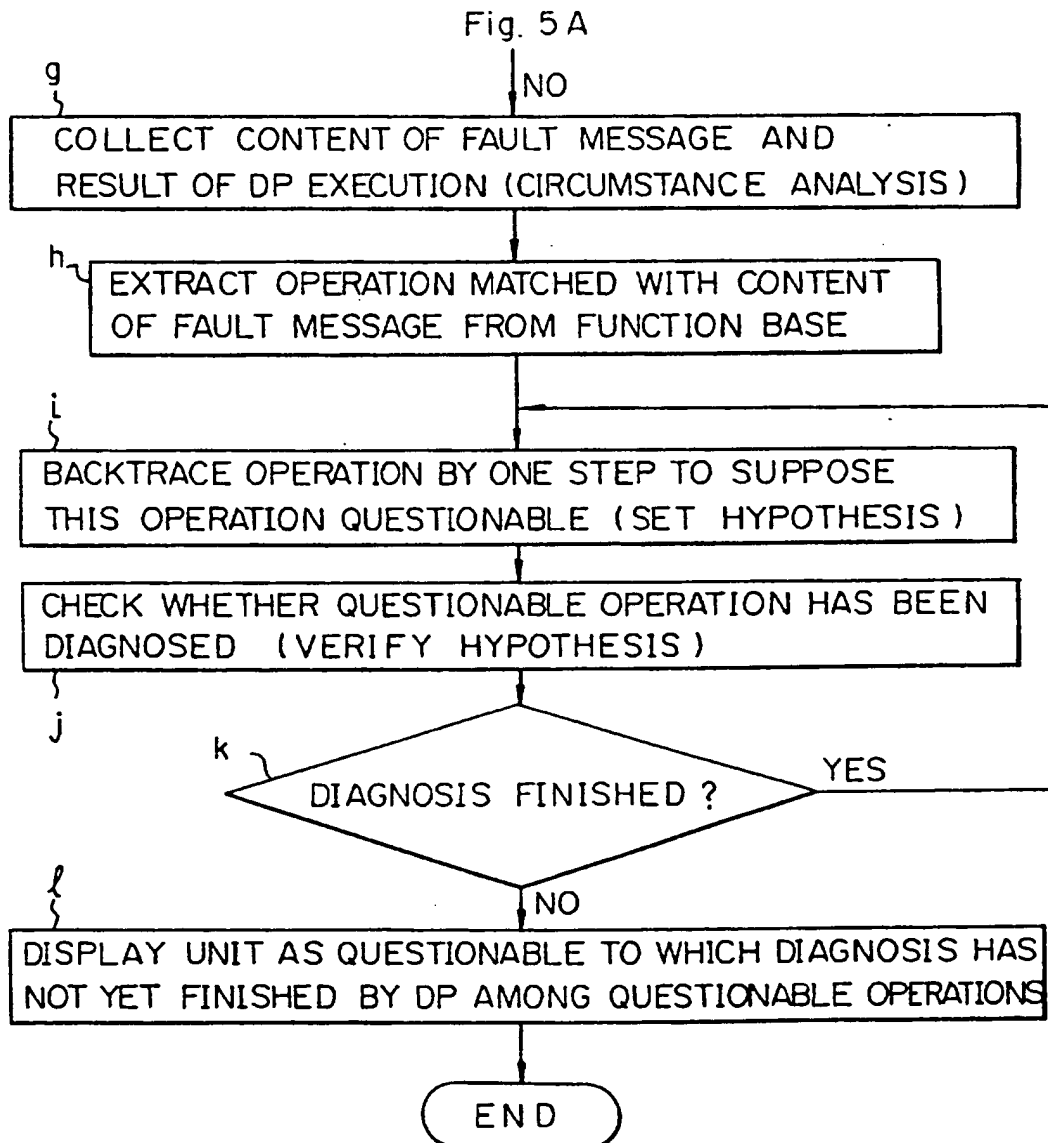 Fig. 5A
g
NO
COLLECT CONTENT OF FAULT MESSAGE AND
RESULT OF DP EXECUTION (CIRCUMSTANCE ANALYSIS)
h
EXTRACT OPERATION MATCHED WITH CONTENT
OF FAULT MESSAGE FROM FUNCTION BASE
i
BACKTRACE OPERATION BY ONE STEP TO SUPPOSE
THIS OPERATION QUESTIONABLE (SET HYPOTHESIS)
CHECK WHETHER QUESTIONABLE OPERATION HAS BEEN
DIAGNOSED (VERIFY HYPOTHESIS)
j
k
YES
DIAGNOSIS FINISHED?
l
NO
DISPLAY UNIT AS QUESTIONABLE TO WHICH DIAGNOSIS HAS
NOT YET FINISHED BY DP AMONG QUESTIONABLE OPERATIONS
END